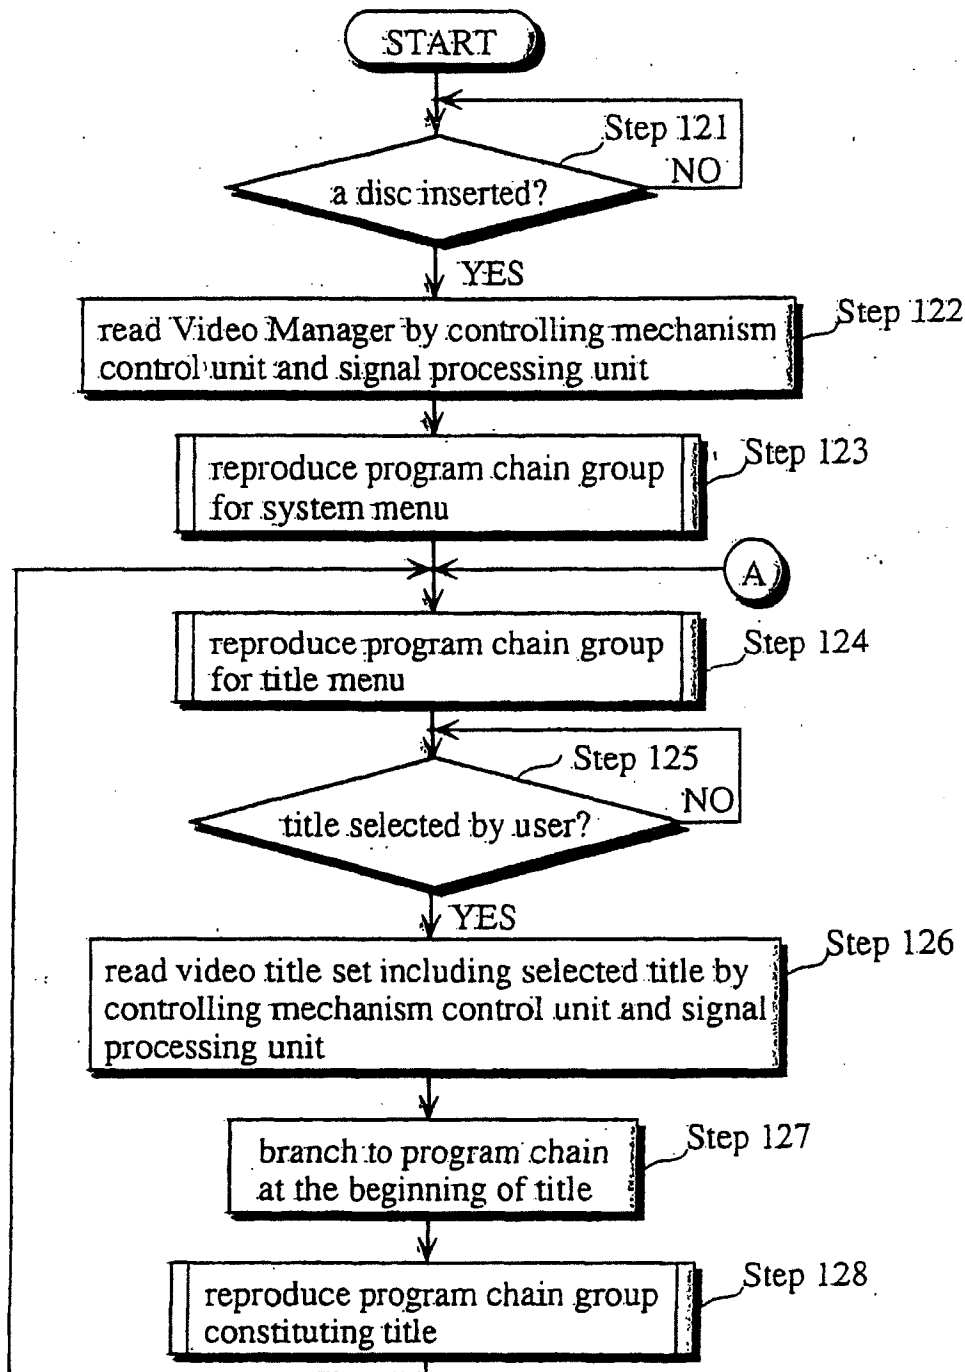 START
Step 121
NO
a disc inserted?
YES
Step 122
read Video Manager by controlling mechanism
control unit and signal processing unit
Step 123
reproduce program chain group
for system menu
A
Step 124
reproduce program chain group
for title menu
Step 125
NO
title selected by user?
YES
Step 126
read video title set including selected title by
controlling mechanism control unit and signal
processing unit
Step 127
branch to program chain
at the beginning of title
Step 128
reproduce program chain group
constituting title